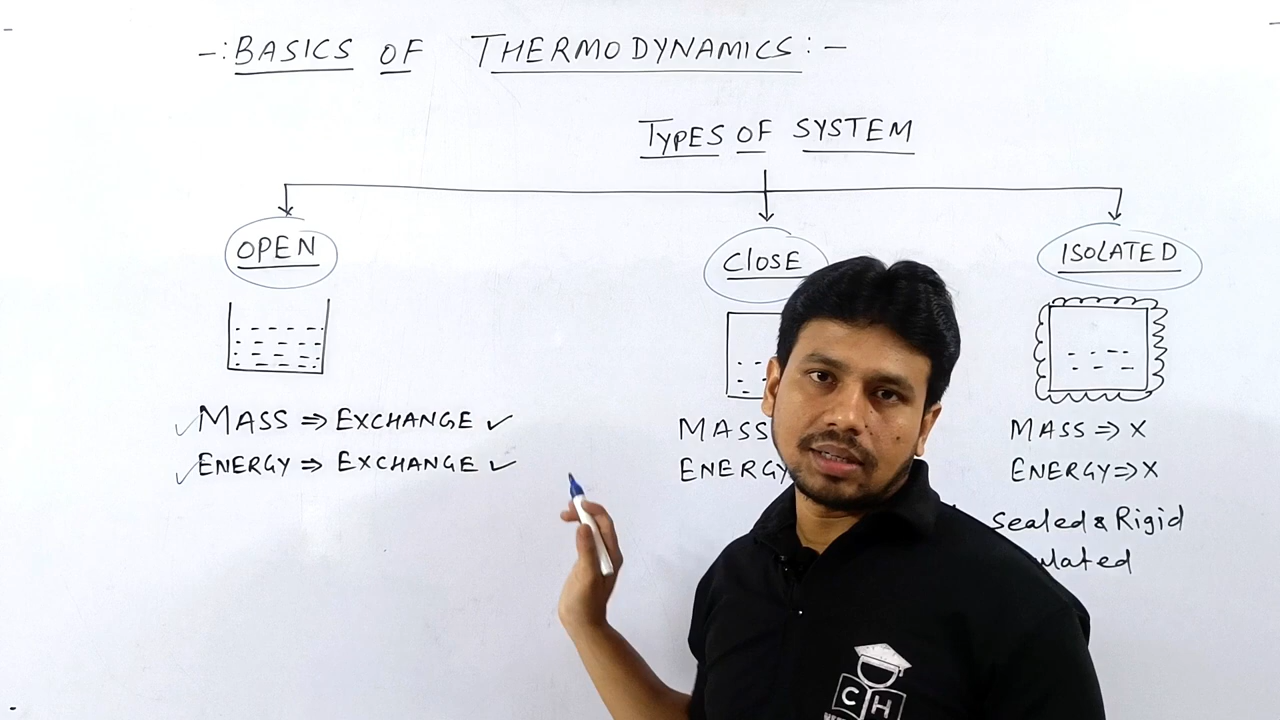 -: BASICS OF THERMODYNAMICS :-
TYPES OF SYSTEM
OPEN
CLOSE
ISOLATED
✓ MASS ⇒ EXCHANGE ✓
✓ ENERGY ⇒ EXCHANGE ✓
MASS
ENERGY
MASS ⇒ X
ENERGY ⇒ X
Sealed & Rigid
C H